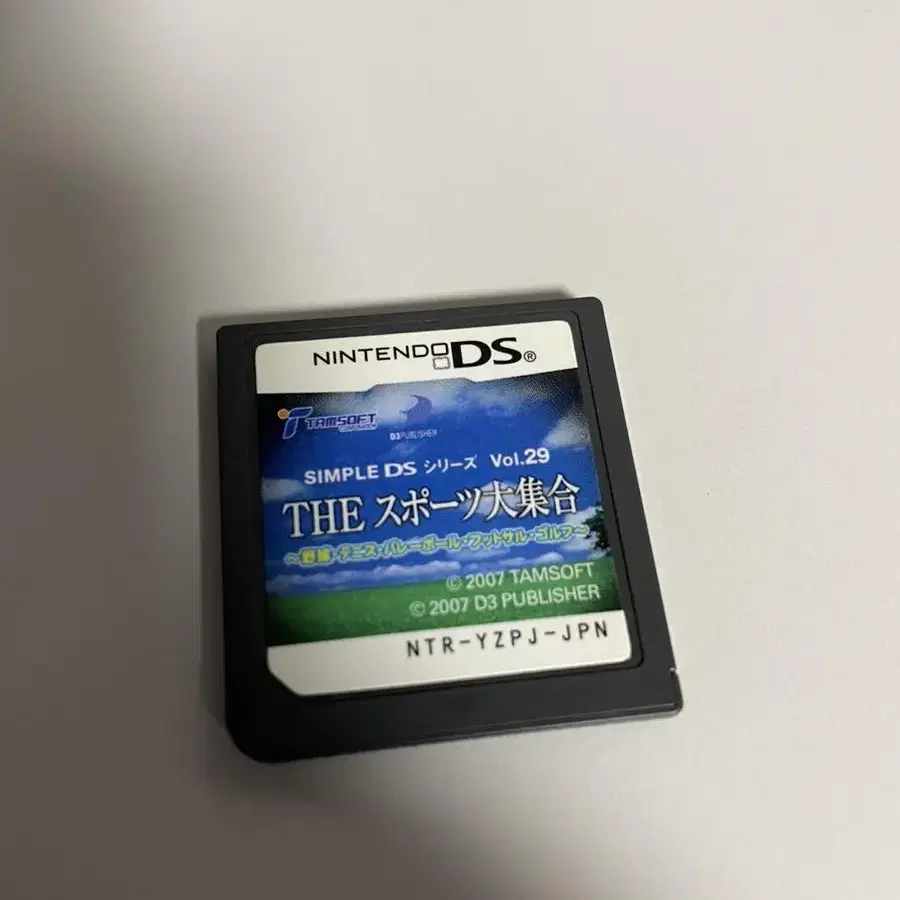 NINTENDO DS®
TAMSOFT
CORPORATION
D3PUBLISHER
SIMPLE DS シリーズ Vol.29
THE スポーツ大集合
～野球・テニス・バレーボール・フットサル・ゴルフ～
© 2007 TAMSOFT
© 2007 D3 PUBLISHER
NTR-YZPJ-JPN